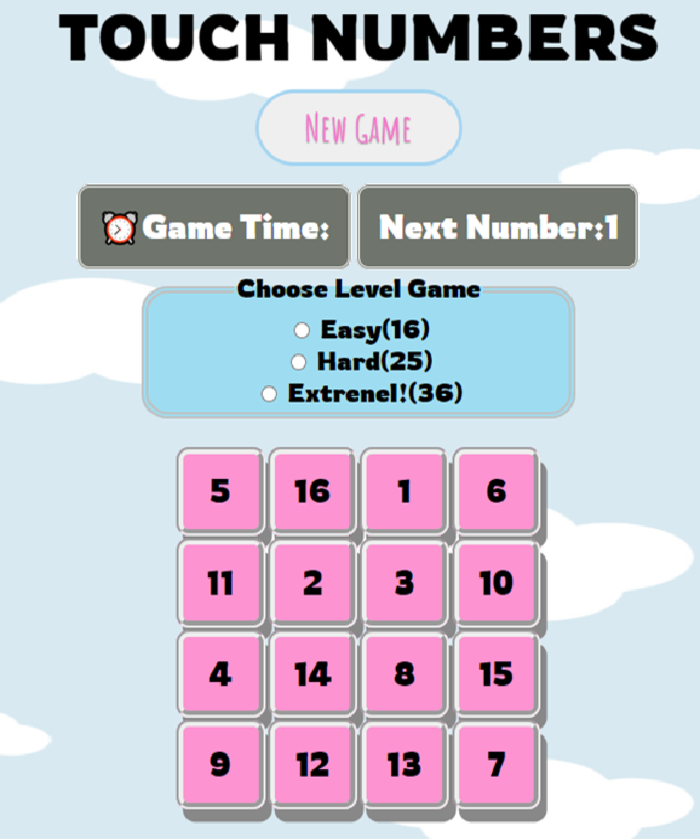 TOUCH NUMBERS
New Game
Game Time: Next Number:1
Choose Level Game
Easy(16)
Hard(25)
Extrenel!(36)
5 16 1 6
11 2 3 10
4 14 8 15
9 12 13 7